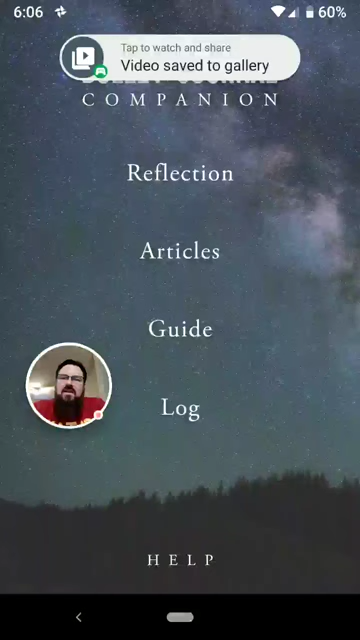 6:06
60%
Tap to watch and share
Video saved to gallery
COMPANION
Reflection
Articles
Guide
Log
HELP